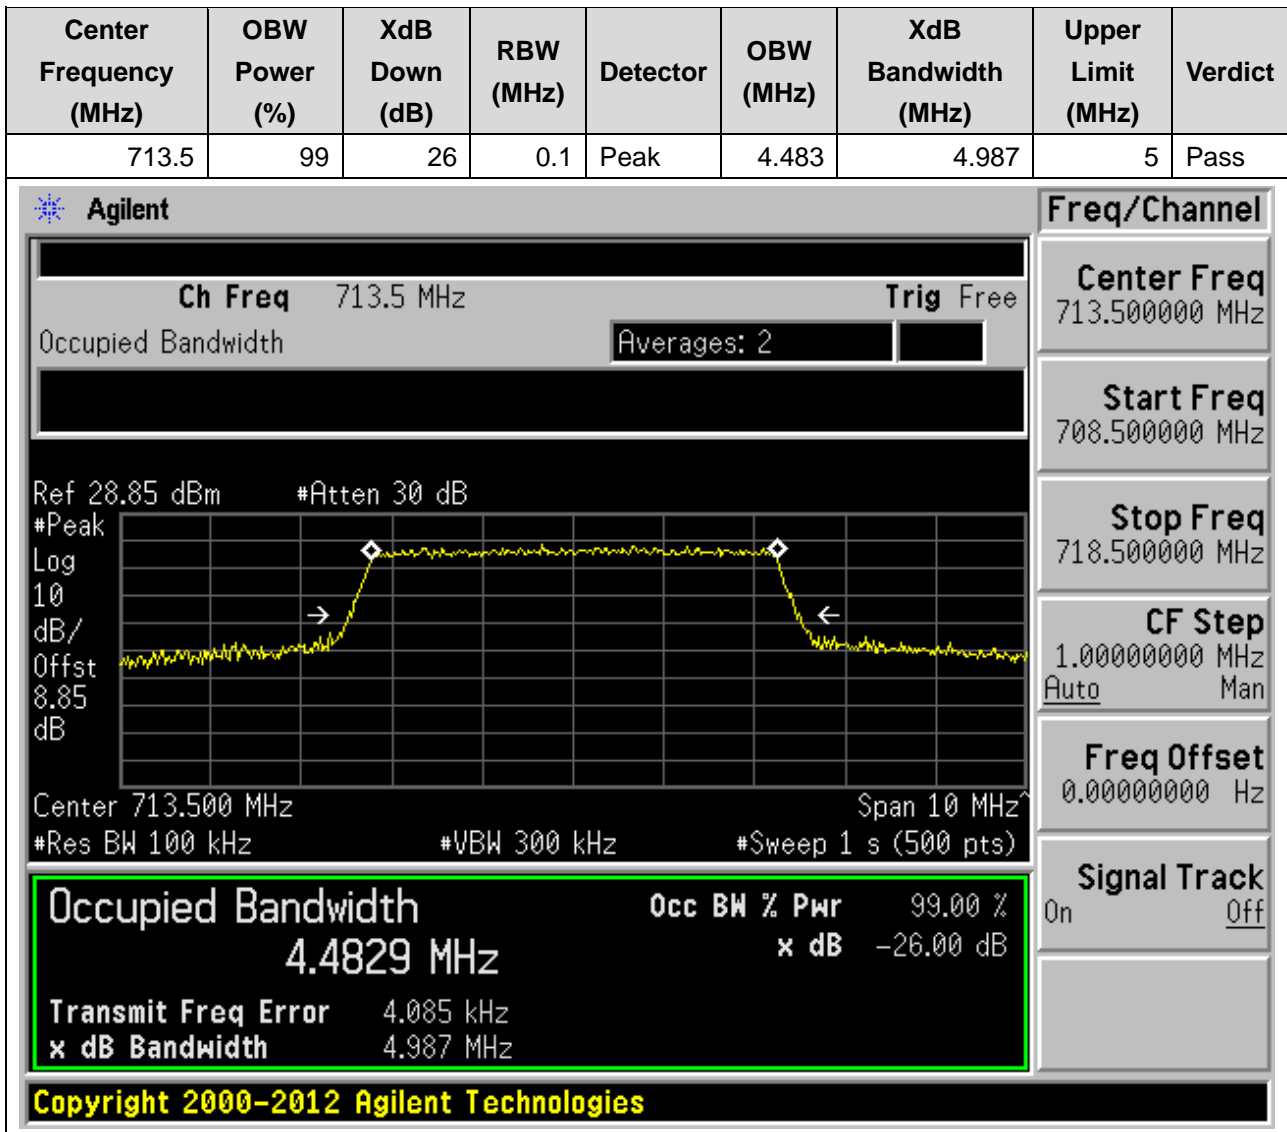 Center Frequency (MHz) OBW Power (%) XdB Down (dB) RBW (MHz) Detector OBW (MHz) XdB Bandwidth (MHz) Upper Limit (MHz) Verdict
713.5 99 26 0.1 Peak 4.483 4.987 5 Pass
Agilent
Freq/Channel
Ch Freq 713.5 MHz Trig Free
Occupied Bandwidth Averages: 2
Center Freq
713.500000 MHz
Start Freq
708.500000 MHz
Stop Freq
718.500000 MHz
CF Step
1.00000000 MHz
Auto Man
Freq Offset
0.00000000 Hz
Signal Track
On Off
Ref 28.85 dBm #Atten 30 dB
#Peak
Log
10
dB/
Offst
8.85
dB
Center 713.500 MHz Span 10 MHz^
#Res BW 100 kHz #VBW 300 kHz #Sweep 1 s (500 pts)
Occupied Bandwidth Occ BW % Pwr 99.00 %
4.4829 MHz x dB -26.00 dB
Transmit Freq Error 4.085 kHz
x dB Bandwidth 4.987 MHz
Copyright 2000-2012 Agilent Technologies